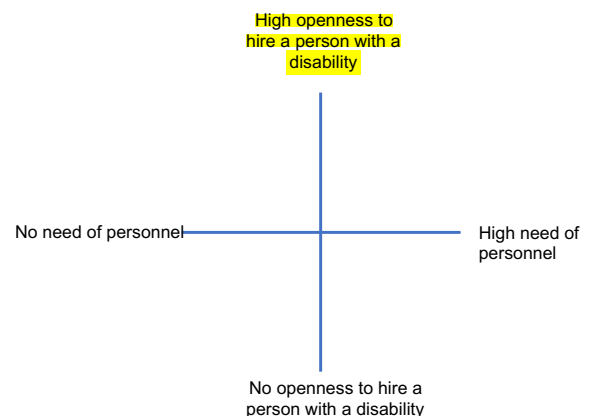 High openness to
hire a person with a
disability
No need of personnel
High need of
personnel
No openness to hire a
person with a disability